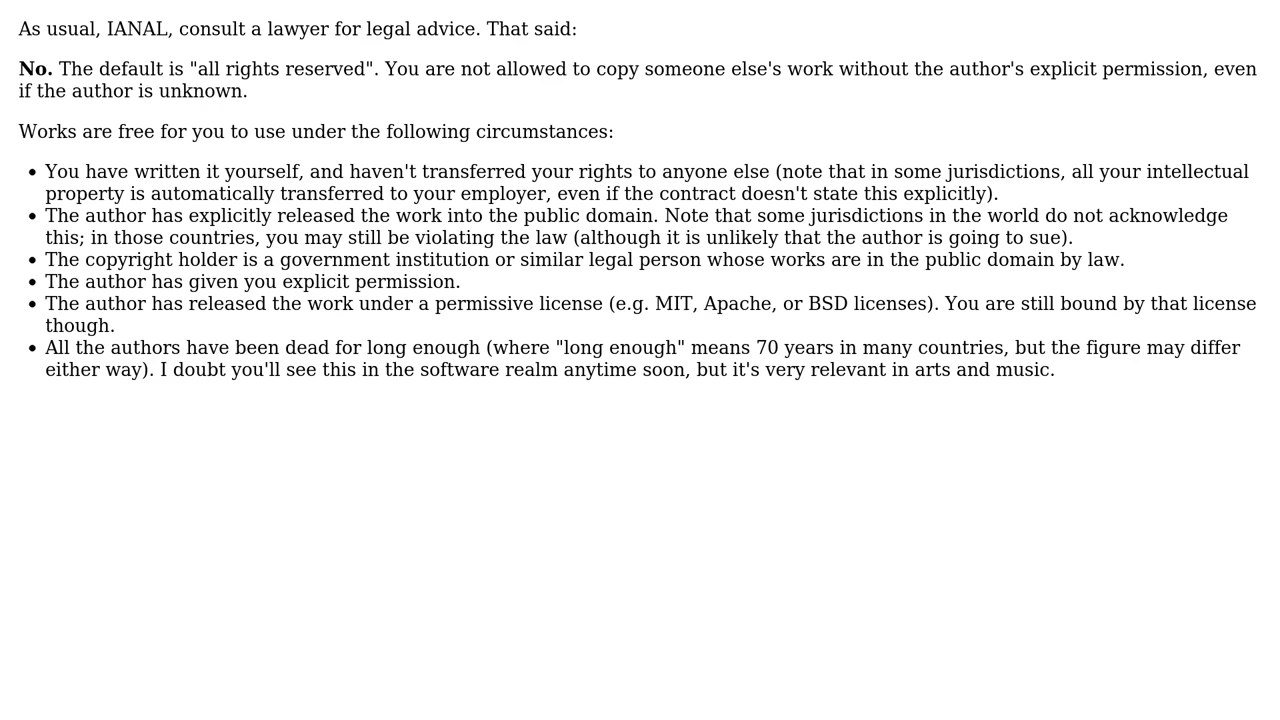 As usual, IANAL, consult a lawyer for legal advice. That said:
No. The default is "all rights reserved". You are not allowed to copy someone else's work without the author's explicit permission, even
if the author is unknown.
Works are free for you to use under the following circumstances:
• You have written it yourself, and haven't transferred your rights to anyone else (note that in some jurisdictions, all your intellectual
property is automatically transferred to your employer, even if the contract doesn't state this explicitly).
• The author has explicitly released the work into the public domain. Note that some jurisdictions in the world do not acknowledge
this; in those countries, you may still be violating the law (although it is unlikely that the author is going to sue).
• The copyright holder is a government institution or similar legal person whose works are in the public domain by law.
• The author has given you explicit permission.
• The author has released the work under a permissive license (e.g. MIT, Apache, or BSD licenses). You are still bound by that license
though.
• All the authors have been dead for long enough (where "long enough" means 70 years in many countries, but the figure may differ
either way). I doubt you'll see this in the software realm anytime soon, but it's very relevant in arts and music.